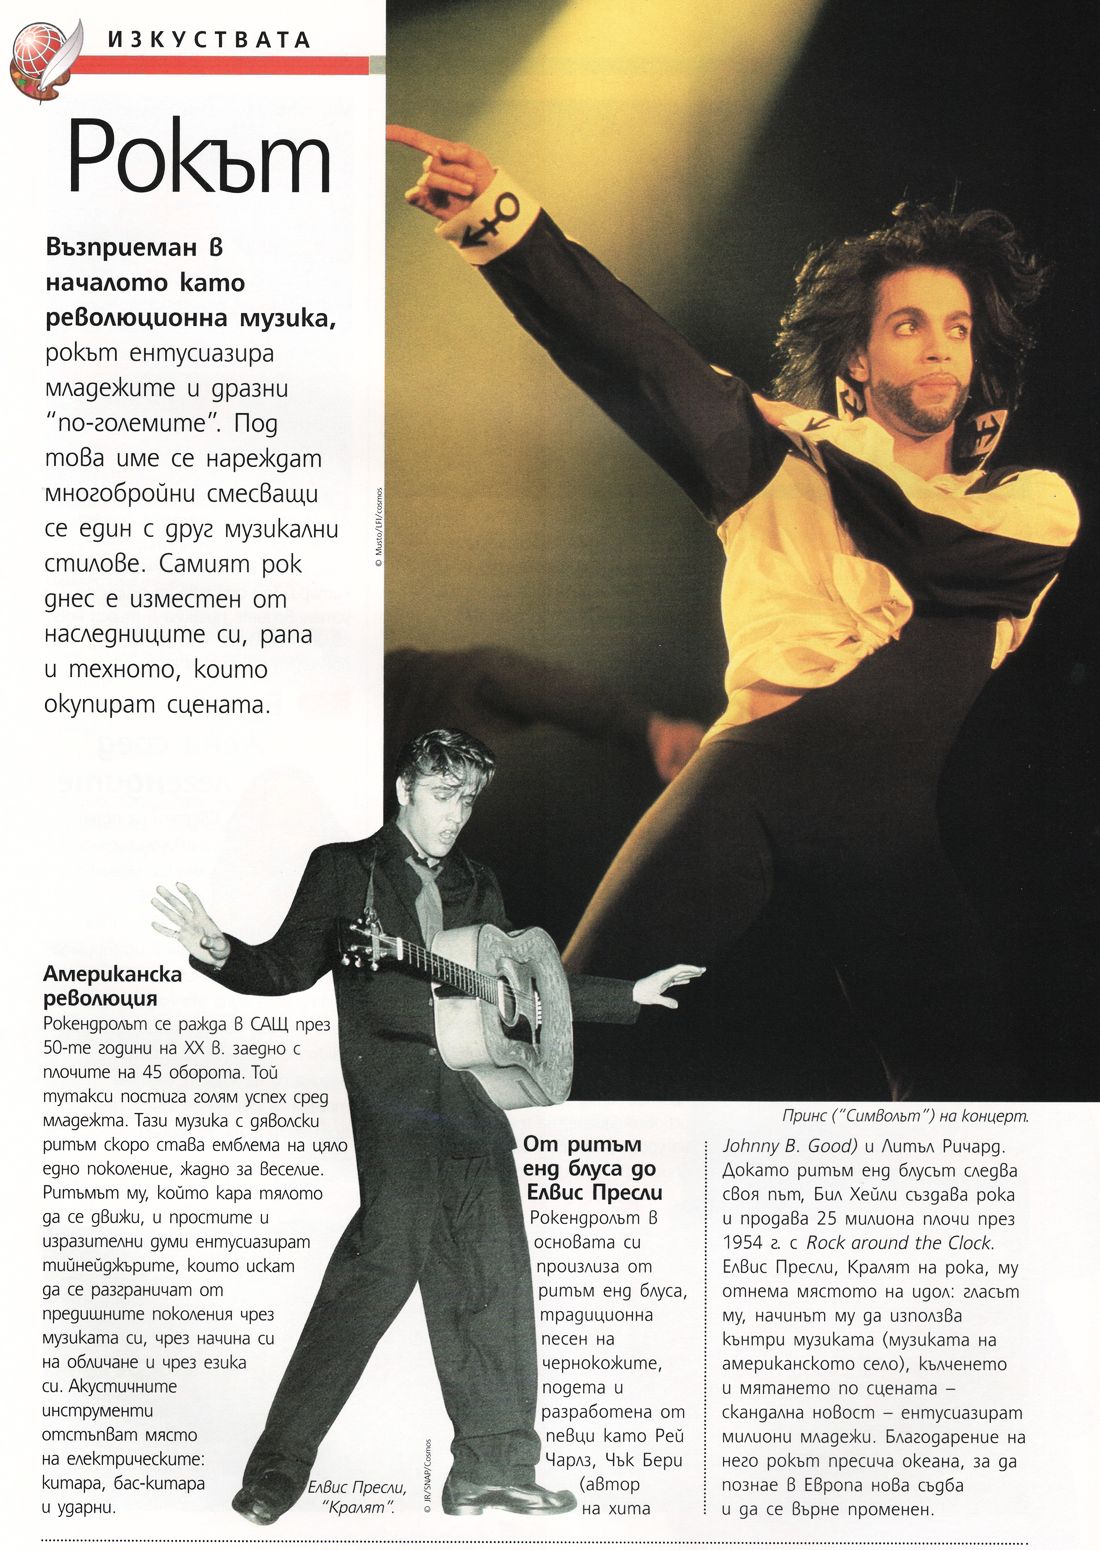 ИЗКУСТВАТА
Рокът
Възприеман в
началото като
революционна музика,
рокът ентусиазира
младежите и дразни
“по-големите”. Под
това име се нареждат
многобройни смесващи
се един с друг музикални
стилове. Самият рок
днес е изместен от
наследниците си, рапа
и техното, които
окупират сцената.
© Musto/LFI/cosmos
Американска
революция
Рокендролът се ражда в САЩ през
50-те години на XX в. заедно с
плочите на 45 оборота. Той
тутакси постига голям успех сред
младежта. Тази музика с дяволски
ритъм скоро става емблема на цяло
едно поколение, жадно за веселие.
Ритъмът му, който кара тялото
да се движи, и простите и
изразителни думи ентусиазират
тийнейджърите, които искат
да се разграничат от
предишните поколения чрез
музиката си, чрез начина си
на обличане и чрез езика
си. Акустичните
инструменти
отстъпват място
на електрическите:
китара, бас-китара
и ударни.
Елвис Пресли,
“Кралят”.
© JR/SNAP/Cosmos
Принс (“Символът”) на концерт.
От ритъм
енд блуса до
Елвис Пресли
Рокендролът в
основата си
произлиза от
ритъм енд блуса,
традиционна
песен на
чернокожите,
подета и
разработена от
певци като Рей
Чарлз, Чък Бери
(автор
на хита
Johnny B. Good) и Литъл Ричард.
Докато ритъм енд блусът следва
своя път, Бил Хейли създава рока
и продава 25 милиона плочи през
1954 г. с Rock around the Clock.
Елвис Пресли, Кралят на рока, му
отнема мястото на идол: гласът
му, начинът му да използва
кънтри музиката (музиката на
американското село), кълченето
и мятането по сцената –
скандална новост – ентусиазират
милиони младежи. Благодарение на
него рокът пресича океана, за да
познае в Европа нова съдба
и да се върне променен.